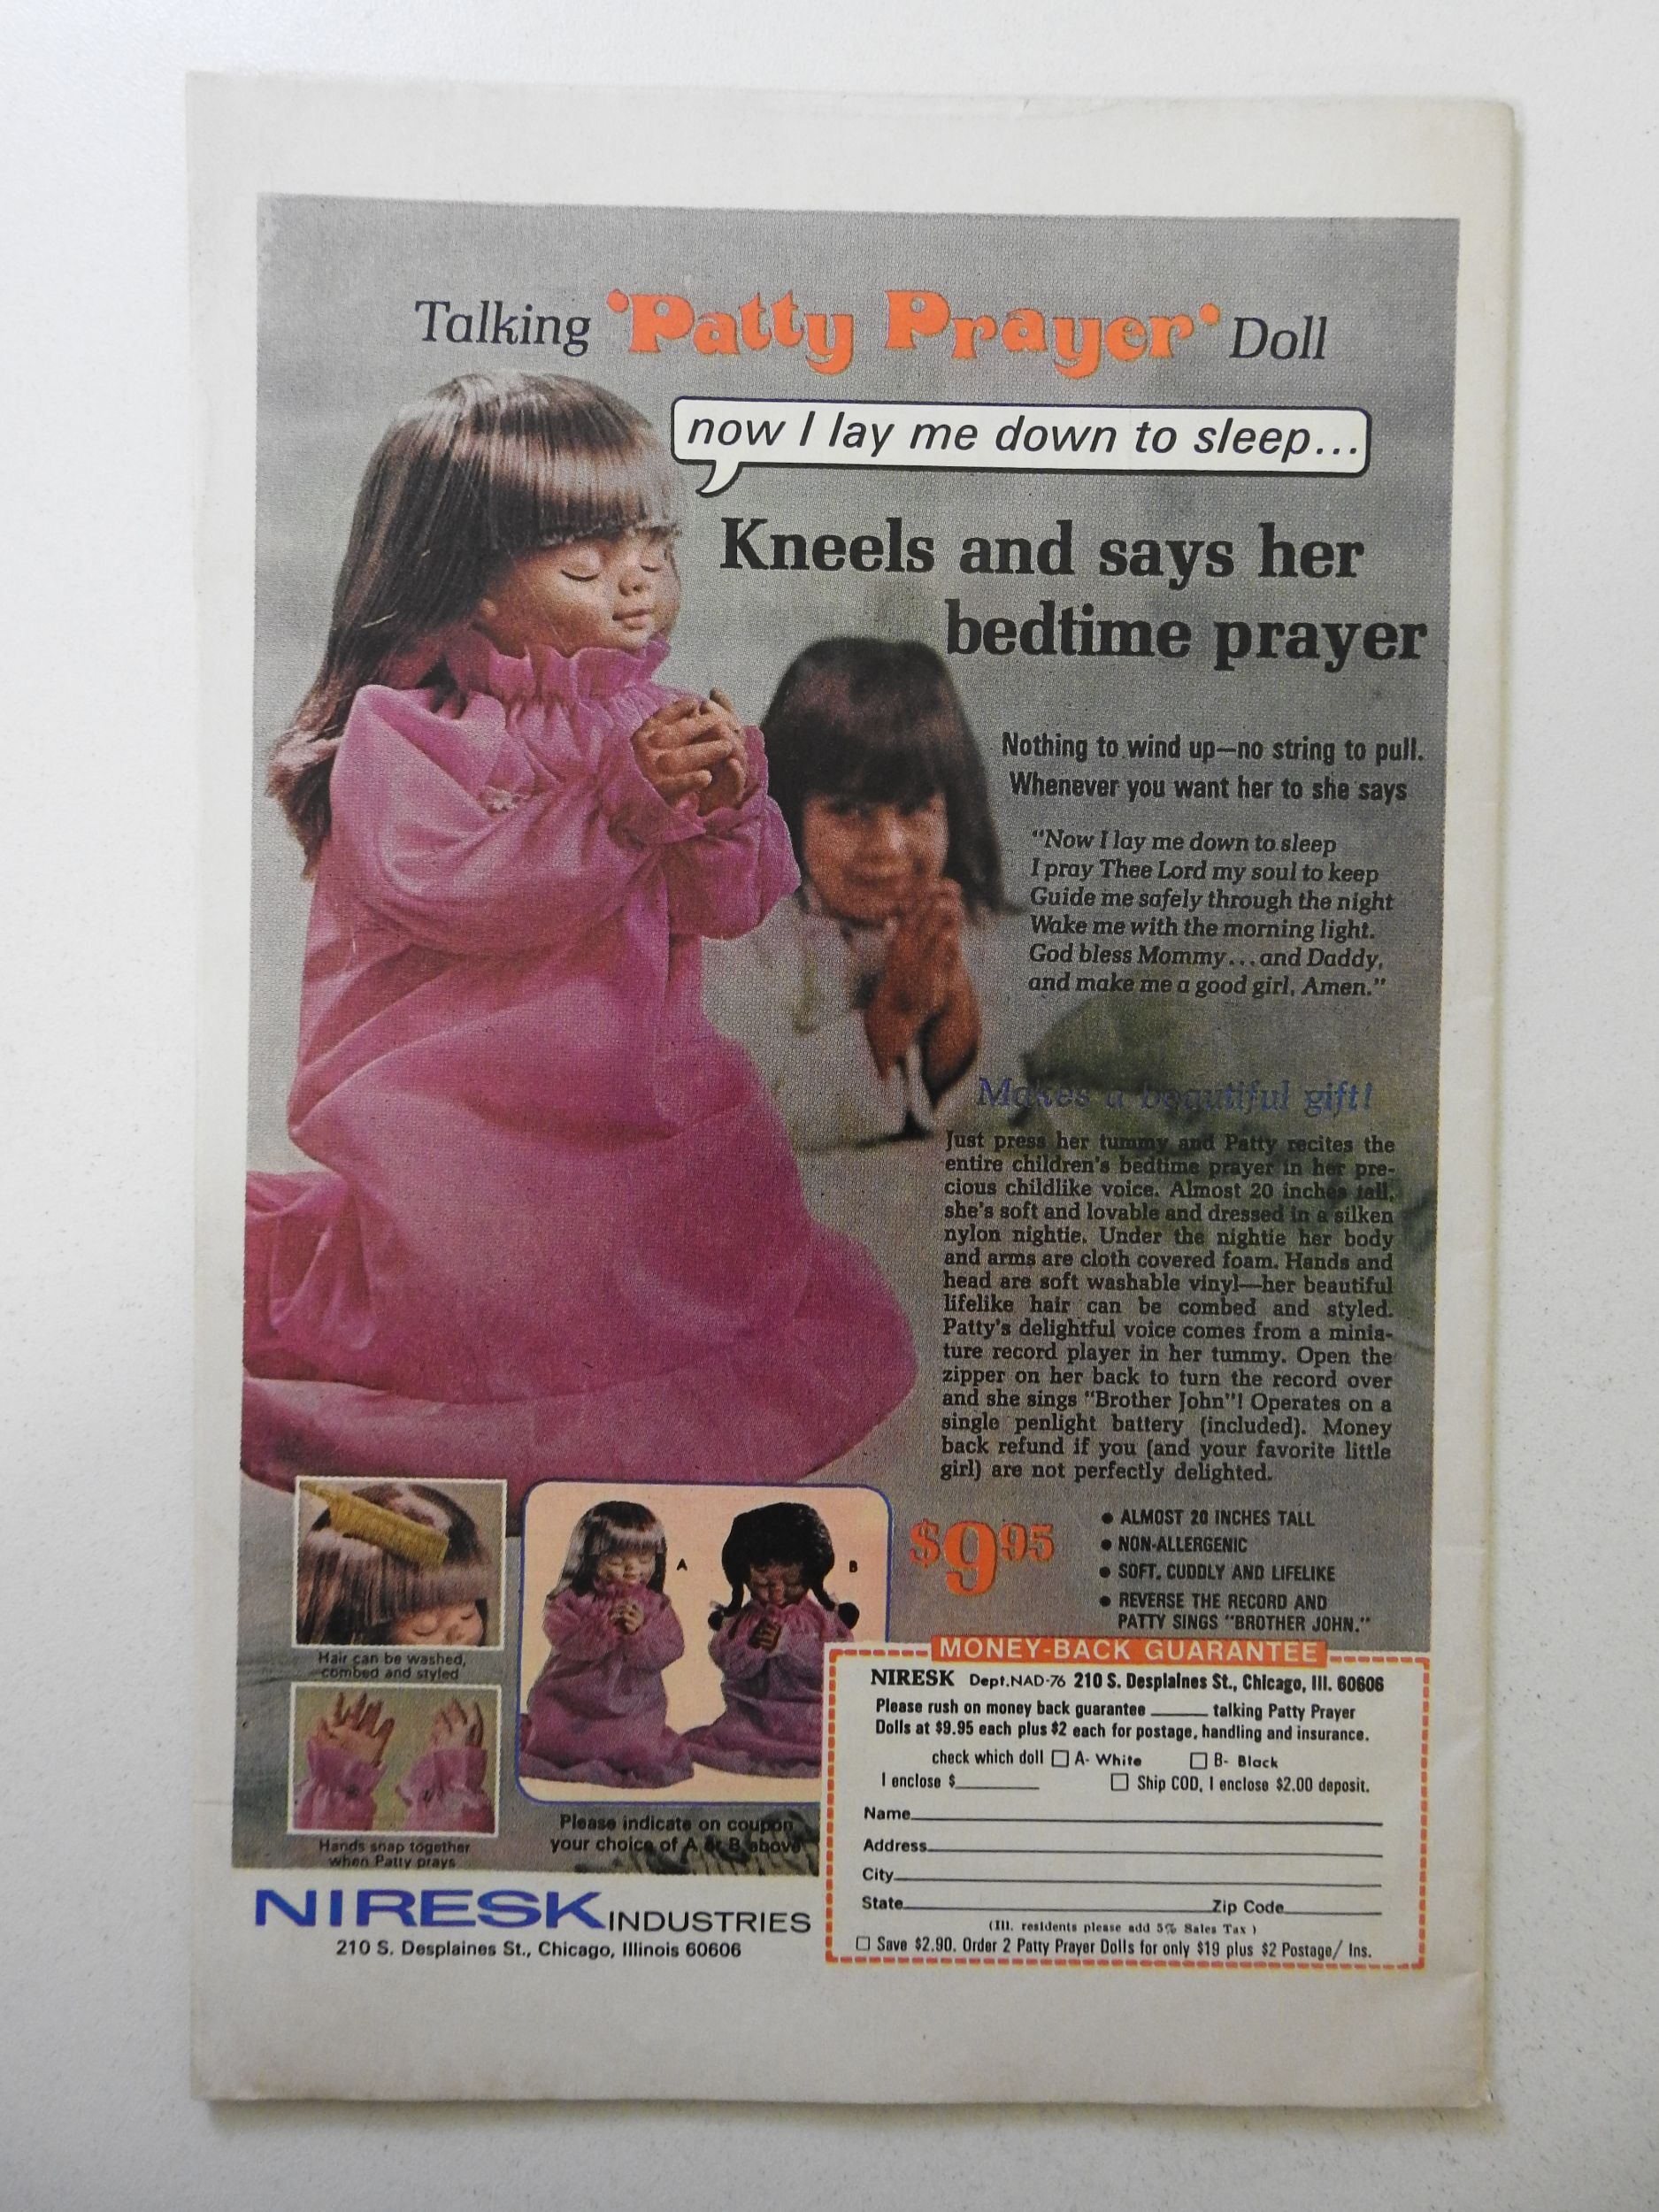 Talking 'Patty Prayer' Doll
now I lay me down to sleep...
Kneels and says her
bedtime prayer
Nothing to wind up—no string to pull.
Whenever you want her to she says
"Now I lay me down to sleep
I pray Thee Lord my soul to keep
Guide me safely through the night
Wake me with the morning light.
God bless Mommy...and Daddy,
and make me a good girl, Amen."
Makes a beautiful gift!
Just press her tummy and Patty recites the
entire children's bedtime prayer in her pre-
cious childlike voice. Almost 20 inches tall,
she's soft and lovable and dressed in a silken
nylon nightie. Under the nightie her body
and arms are cloth covered foam. Hands and
head are soft washable vinyl—her beautiful
lifelike hair can be combed and styled.
Patty's delightful voice comes from a minia-
ture record player in her tummy. Open the
zipper on her back to turn the record over
and she sings "Brother John"! Operates on a
single penlight battery (included). Money
back refund if you (and your favorite little
girl) are not perfectly delighted.
$9.95
• ALMOST 20 INCHES TALL
• NON-ALLERGENIC
• SOFT, CUDDLY AND LIFELIKE
• REVERSE THE RECORD AND
PATTY SINGS "BROTHER JOHN."
Hair can be washed,
combed and styled
Hands snap together
when Patty prays
A
B
Please indicate on coupon
your choice of A or B above
NIRESK INDUSTRIES
210 S. Desplaines St., Chicago, Illinois 60606
MONEY-BACK GUARANTEE
NIRESK Dept.NAD-76 210 S. Desplaines St., Chicago, Ill. 60606
Please rush on money back guarantee ______ talking Patty Prayer
Dolls at $9.95 each plus $2 each for postage, handling and insurance.
check which doll ☐ A- White ☐ B- Black
I enclose $________ ☐ Ship COD, I enclose $2.00 deposit.
Name
Address
City
State Zip Code
(Ill. residents please add 5% Sales Tax )
☐ Save $2.90. Order 2 Patty Prayer Dolls for only $19 plus $2 Postage/ Ins.